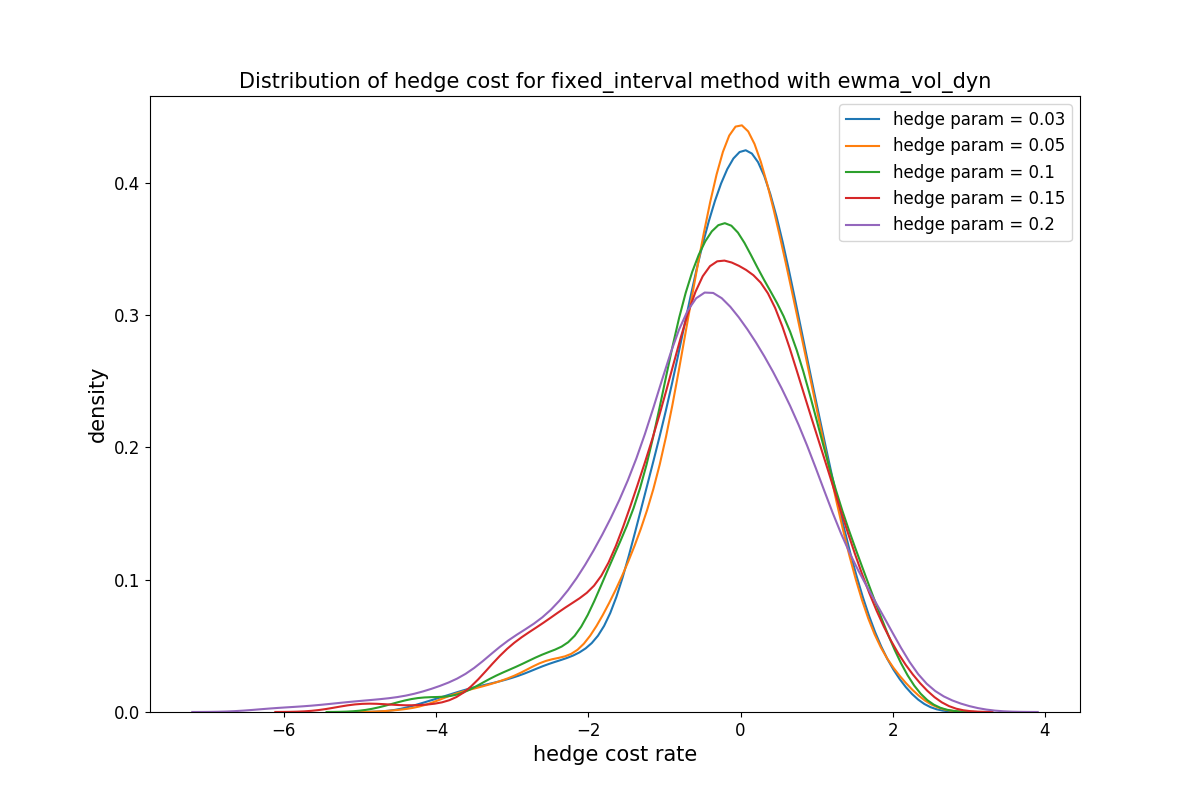 Distribution of hedge cost for fixed_interval method with ewma_vol_dyn
hedge param = 0.03
hedge param = 0.05
hedge param = 0.1
hedge param = 0.15
hedge param = 0.2
density
0.4
0.3
0.2
0.1
0.0
−6
−4
−2
0
2
4
hedge cost rate